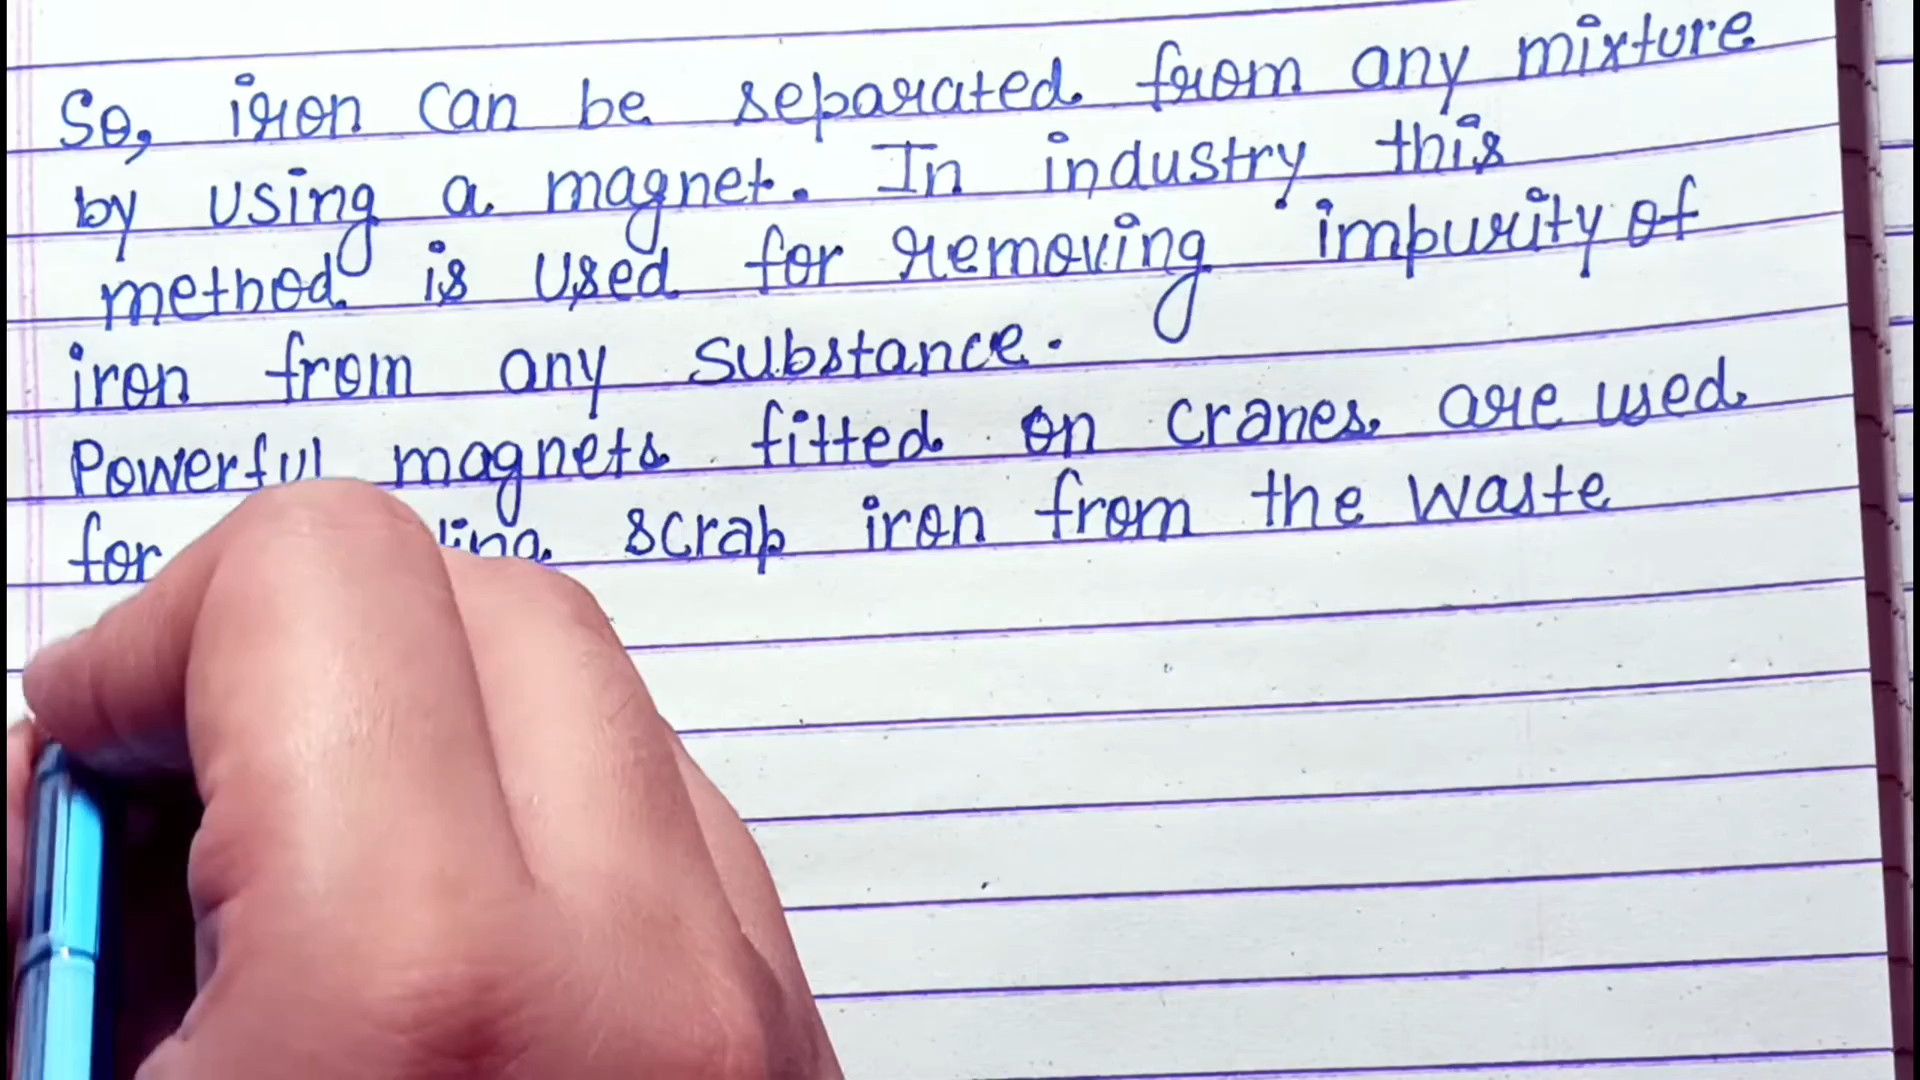 So, iron can be separated from any mixture
by using a magnet. In industry this
method is used for removing impurity of
iron from any substance.
Powerful magnets fitted on cranes are used
for scrap iron from the waste